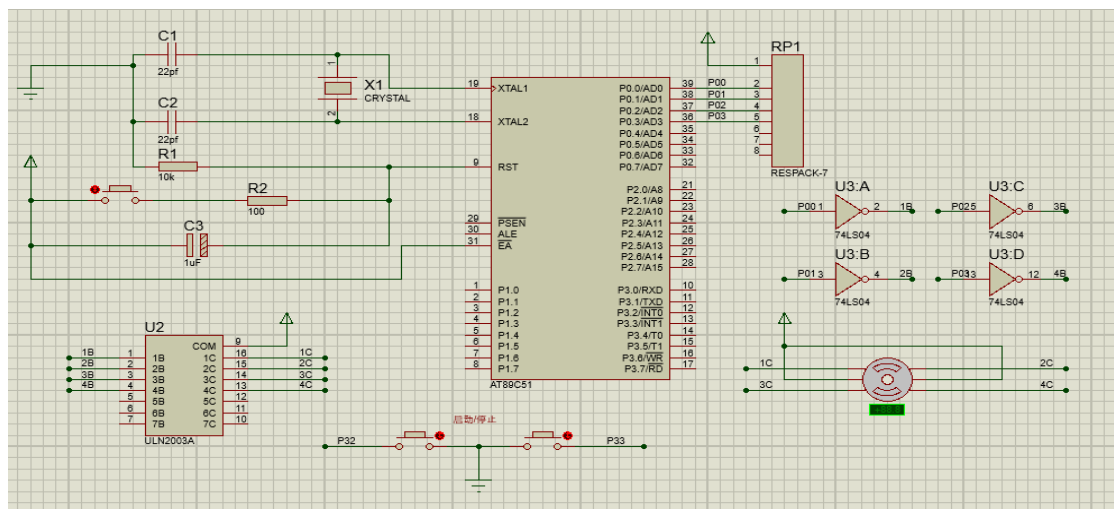 C1
22pf
X1
CRYSTAL
1
2
C2
22pf
R1
10k
R2
100
C3
1uF
19 XTAL1
18 XTAL2
9 RST
29 PSEN
30 ALE
31 EA
1 P1.0
2 P1.1
3 P1.2
4 P1.3
5 P1.4
6 P1.5
7 P1.6
8 P1.7
P0.0/AD0 39 P00
P0.1/AD1 38 P01
P0.2/AD2 37 P02
P0.3/AD3 36 P03
P0.4/AD4 35
P0.5/AD5 34
P0.6/AD6 33
P0.7/AD7 32
P2.0/A8 21
P2.1/A9 22
P2.2/A10 23
P2.3/A11 24
P2.4/A12 25
P2.5/A13 26
P2.6/A14 27
P2.7/A15 28
P3.0/RXD 10
P3.1/TXD 11
P3.2/INT0 12
P3.3/INT1 13
P3.4/T0 14
P3.5/T1 15
P3.6/WR 16
P3.7/RD 17
AT89C51
RP1
1
2
3
4
5
6
7
8
RESPACK-7
U3:A
P00 1 2 1B
74LS04
U3:C
P02 5 6 3B
74LS04
U3:B
P01 3 4 2B
74LS04
U3:D
P03 13 12 4B
74LS04
U2
COM 9
1B 1 1B 1C 16 1C
2B 2 2B 2C 15 2C
3B 3 3B 3C 14 3C
4B 4 4B 4C 13 4C
5 5B 5C 12
6 6B 6C 11
7 7B 7C 10
ULN2003A
启动/停止
P32 P33
1C 2C
3C 4C